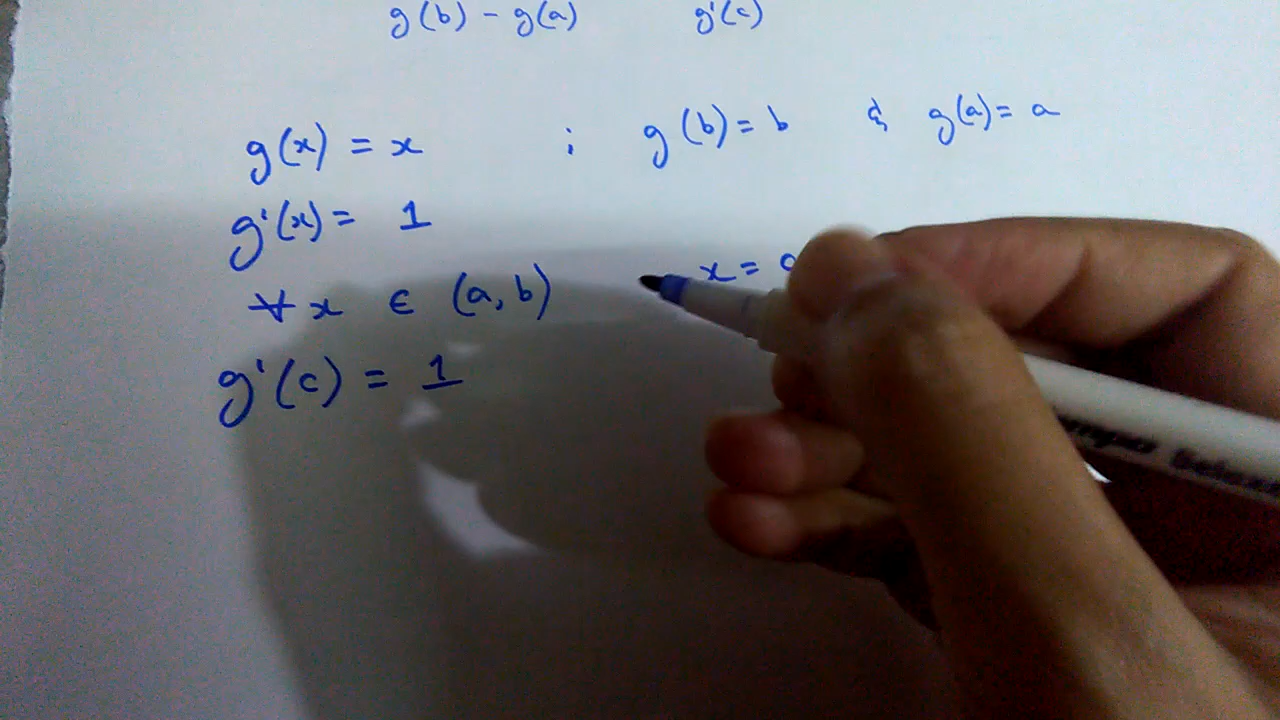 g(b) - g(a) g'(c)
g(x) = x ; g(b) = b & g(a) = a
g'(x) = 1
x =
∀ x ∈ (a, b)
g'(c) = 1